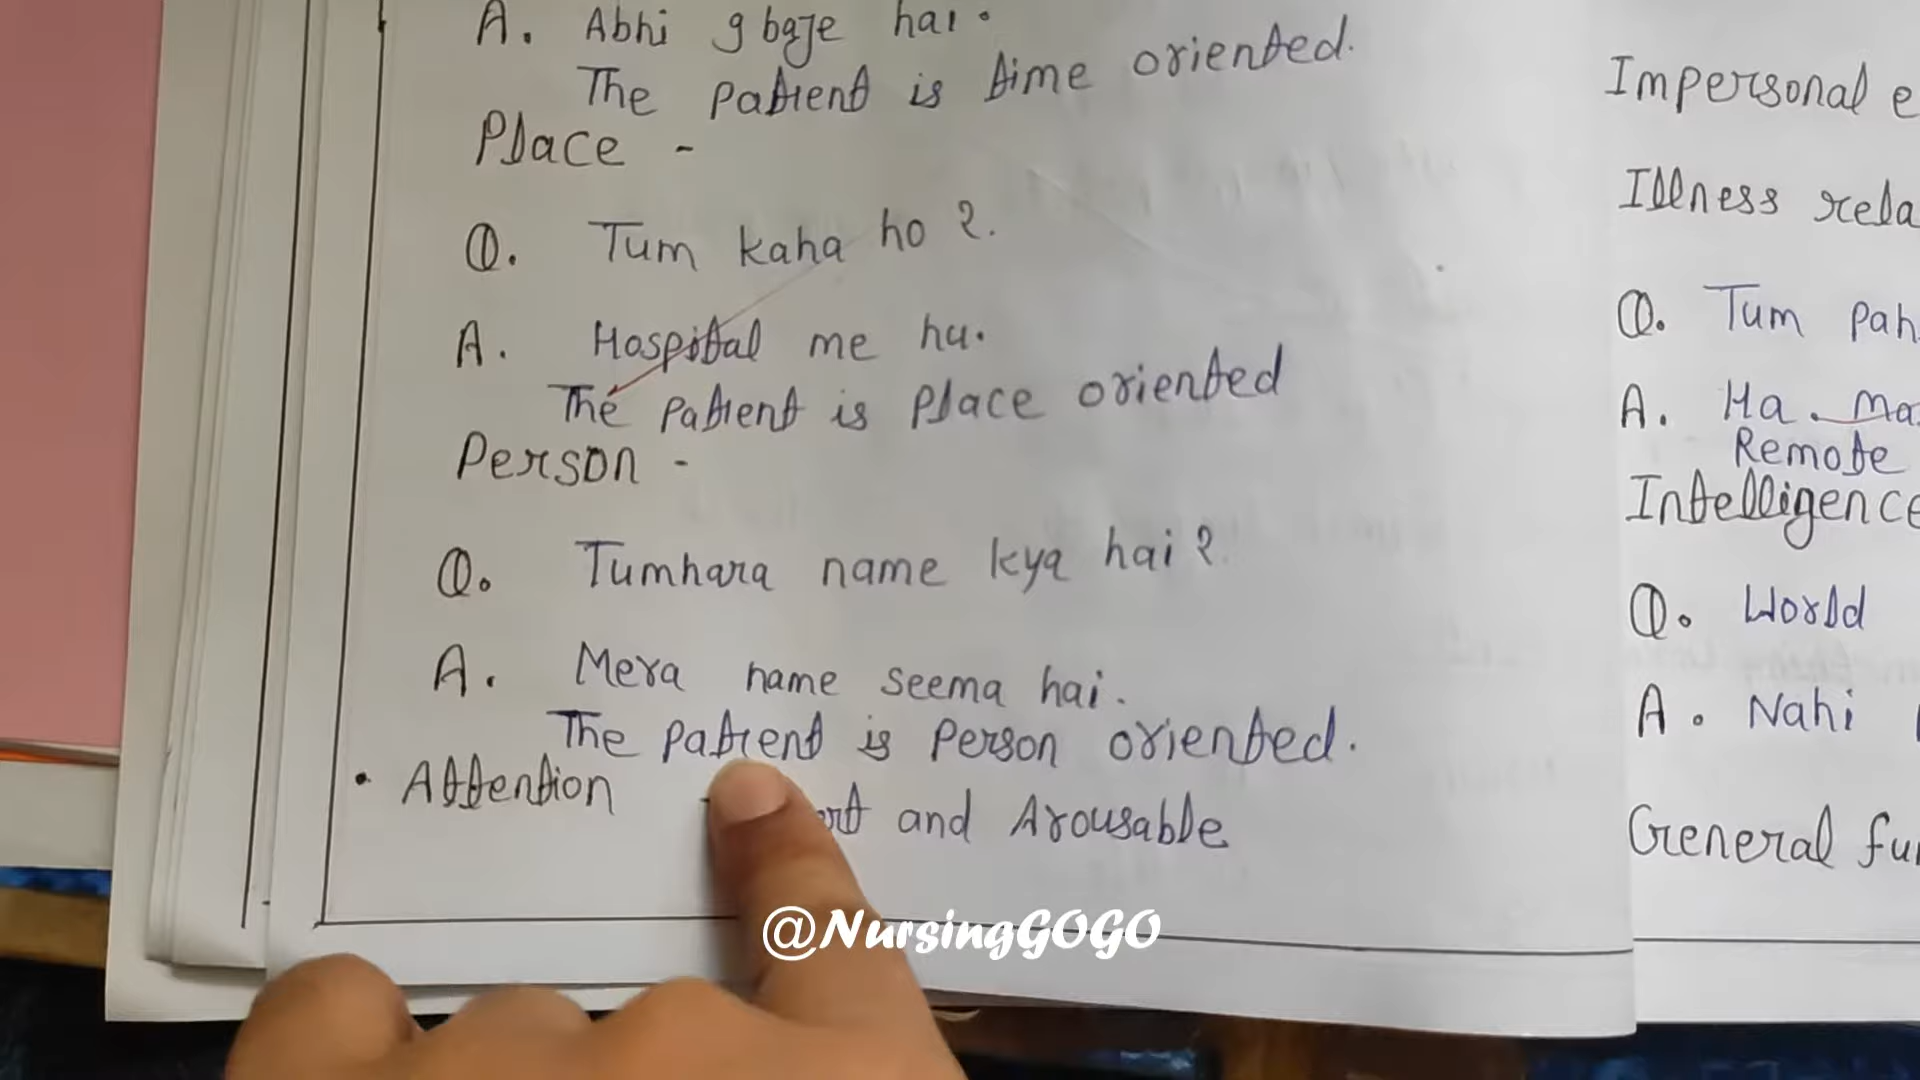 A. Abhi 9 baje hai.
The patient is time oriented.
Place -
Q. Tum kaha ho ?.
A. Hospital me hu.
The patient is place oriented
Person -
Q. Tumhara name kya hai ?
A. Mera name seema hai.
The patient is person oriented.
• Attention - and Arousable
Impersonal
Illness
Q. Tum
A. Ha.
Remote
Intelligence
Q. World
A. Nahi
General
@NursingGOGO